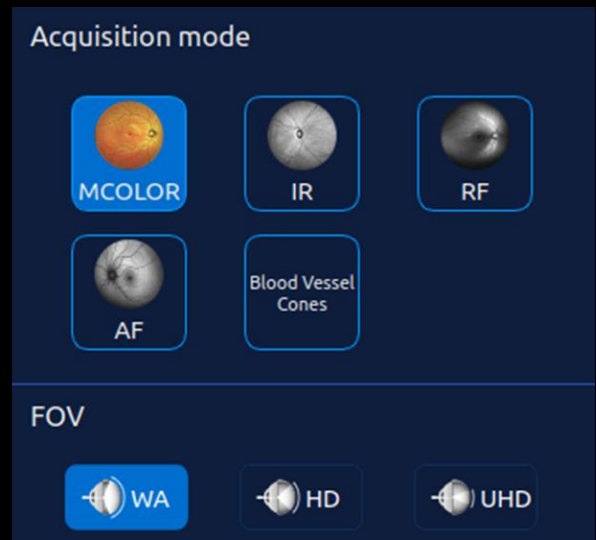 Acquisition mode
MCOLOR
IR
RF
AF
Blood Vessel
Cones
FOV
WA
HD
UHD